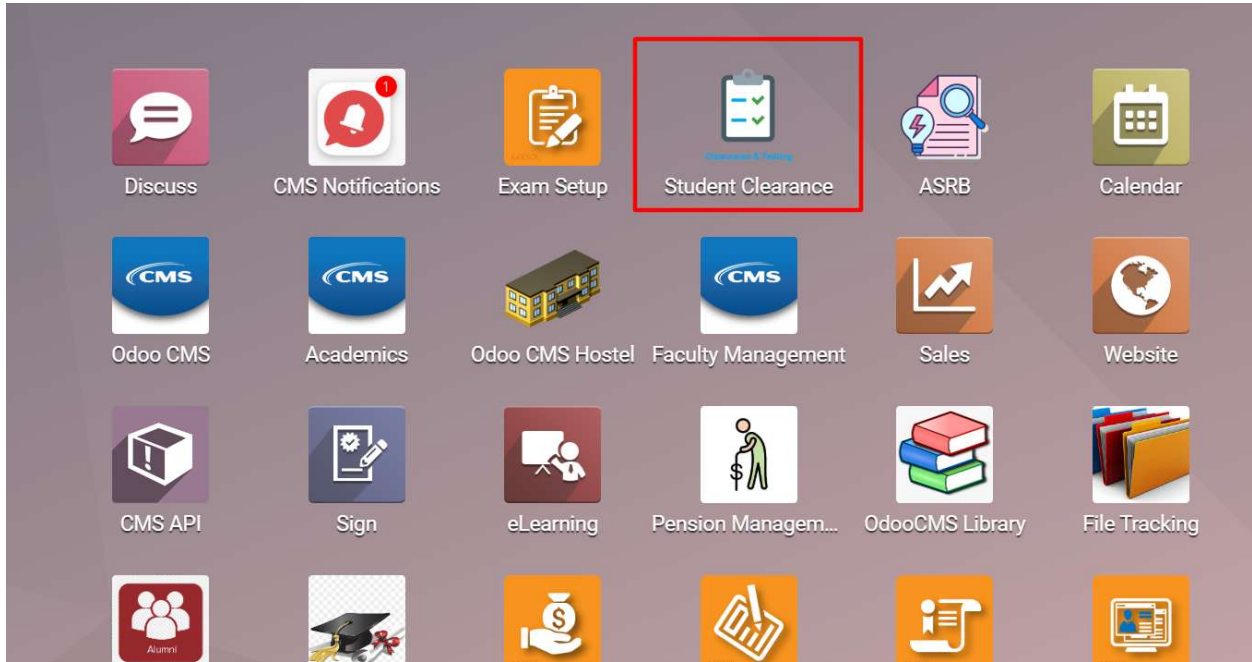 1
Discuss
CMS Notifications
Exam Setup
Student Clearance
ASRB
Calendar
CMS
CMS
CMS
Odoo CMS
Academics
Odoo CMS Hostel
Faculty Management
Sales
Website
$
CMS API
Sign
eLearning
Pension Managem...
OdooCMS Library
File Tracking
Alumni
$